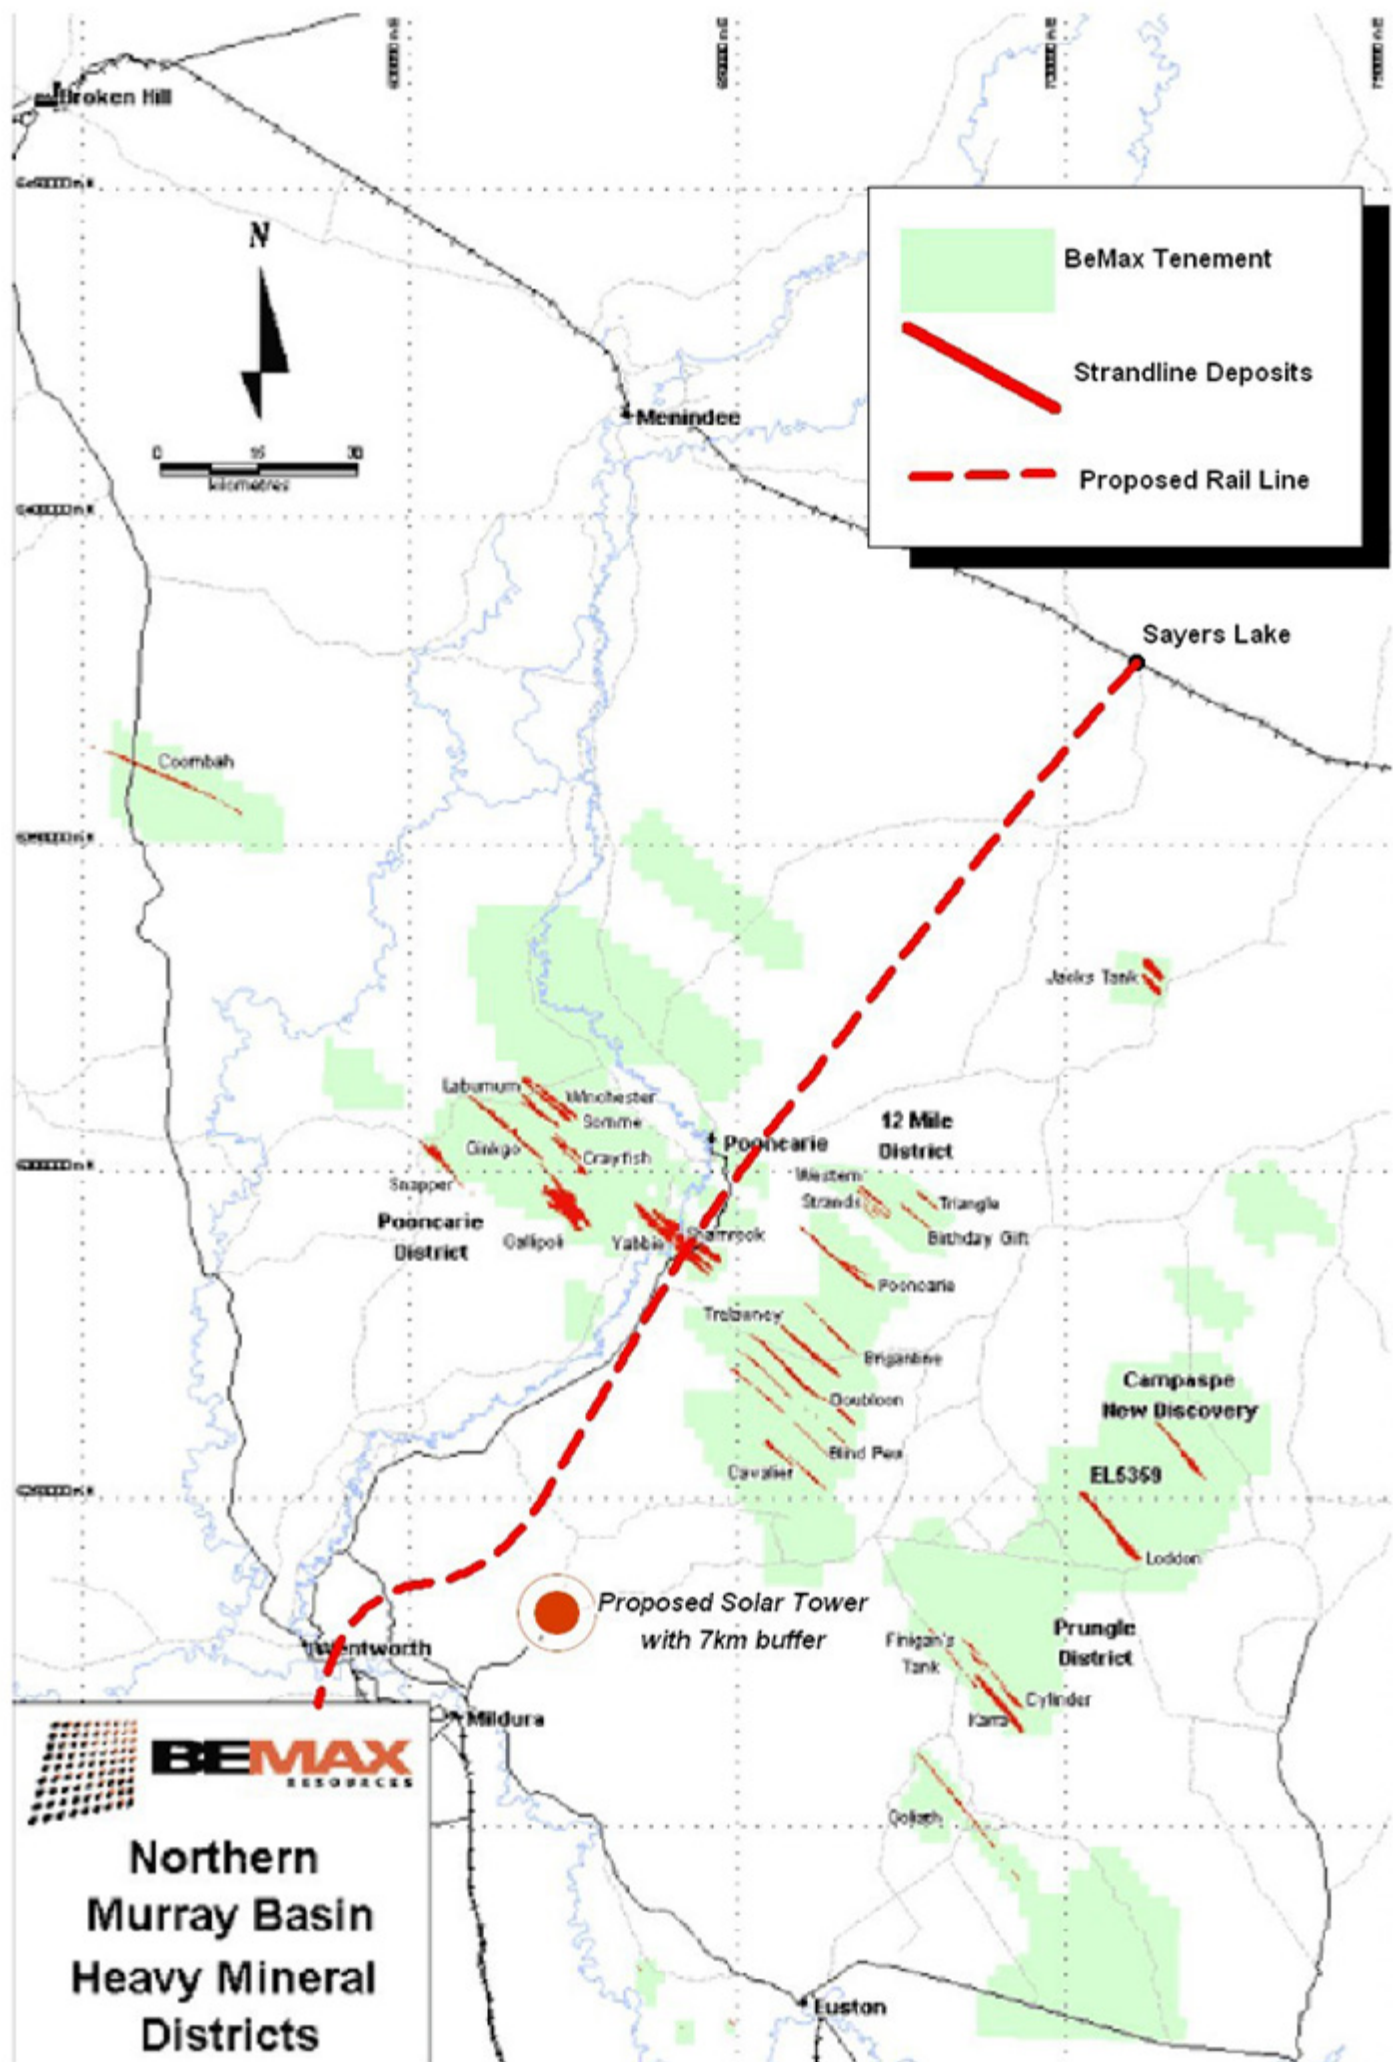 Broken Hill
N
0 15 30
kilometres
BeMax Tenement
Strandline Deposits
Proposed Rail Line
Menindee
Sayers Lake
Coombah
Jacks Tank
Laburnum
Winchester
Somme
Ginkgo
Crayfish
Snapper
Pooncarie
District
Gallipoli
Yabbie
Shamrock
Pooncarie
12 Mile
District
Western
Strands
Triangle
Birthday Gift
Pooncarie
Trelawney
Brigantine
Doubloon
Blind Pew
Cavalier
Campaspe
New Discovery
EL5359
Loddon
Proposed Solar Tower
with 7km buffer
Prungle
District
Finigan's
Tank
Cylinder
Karra
Wentworth
Mildura
Goliath
Euston
BEMAX
RESOURCES
Northern
Murray Basin
Heavy Mineral
Districts